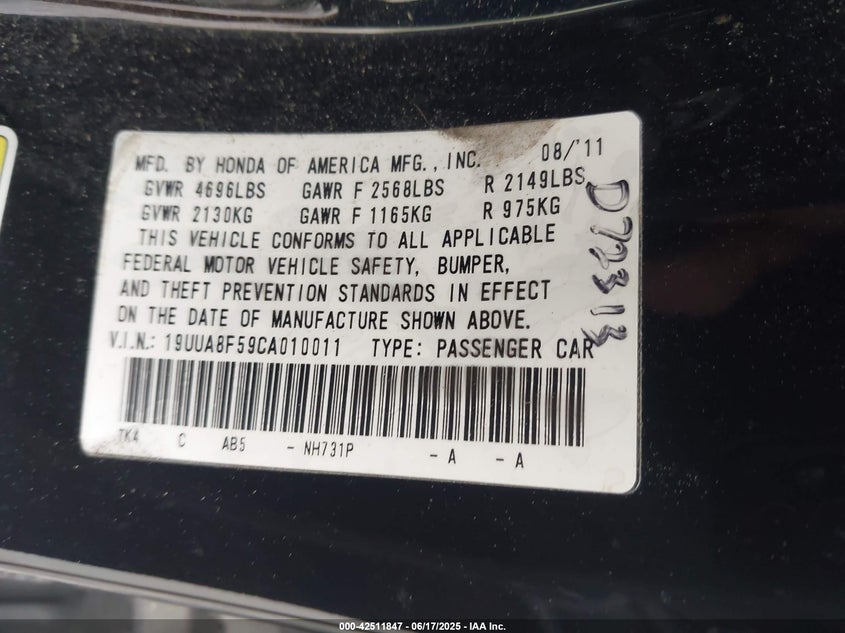 MFD. BY HONDA OF AMERICA MFG., INC. 08/'11
GVWR 4696LBS GAWR F 2568LBS R 2149LBS
GVWR 2130KG GAWR F 1165KG R 975KG
THIS VEHICLE CONFORMS TO ALL APPLICABLE
FEDERAL MOTOR VEHICLE SAFETY, BUMPER,
AND THEFT PREVENTION STANDARDS IN EFFECT
ON THE DATE OF MANUFACTURE SHOWN ABOVE.
V.I.N.: 19UUA8F59CA010011 TYPE: PASSENGER CAR
TK4 C AB5 - NH731P - A - A
000-42511847 - 06/17/2025 - IAA Inc.